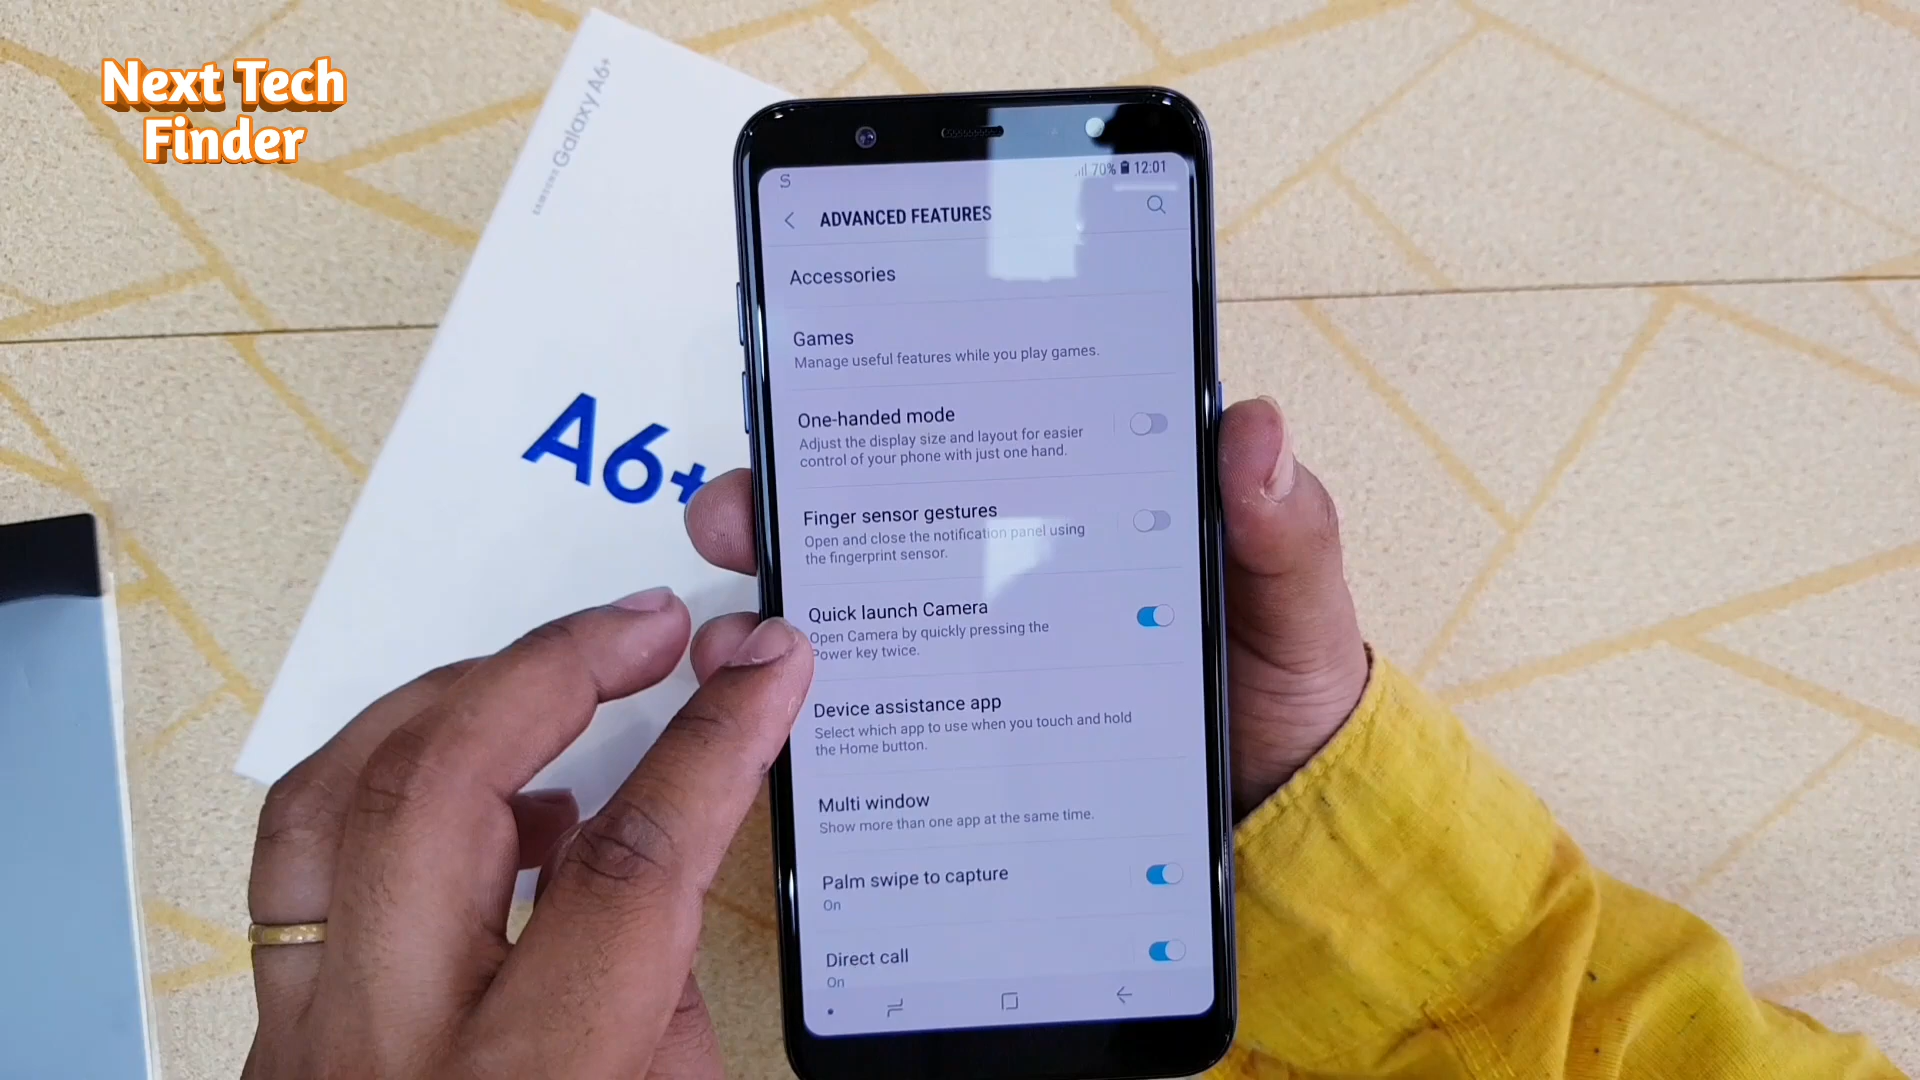 Next Tech
Finder
SAMSUNG Galaxy A6+
A6+
70% 12:01
ADVANCED FEATURES
Accessories
Games
Manage useful features while you play games.
One-handed mode
Adjust the display size and layout for easier
control of your phone with just one hand.
Finger sensor gestures
Open and close the notification panel using
the fingerprint sensor.
Quick launch Camera
Open Camera by quickly pressing the
Power key twice.
Device assistance app
Select which app to use when you touch and hold
the Home button.
Multi window
Show more than one app at the same time.
Palm swipe to capture
On
Direct call
On